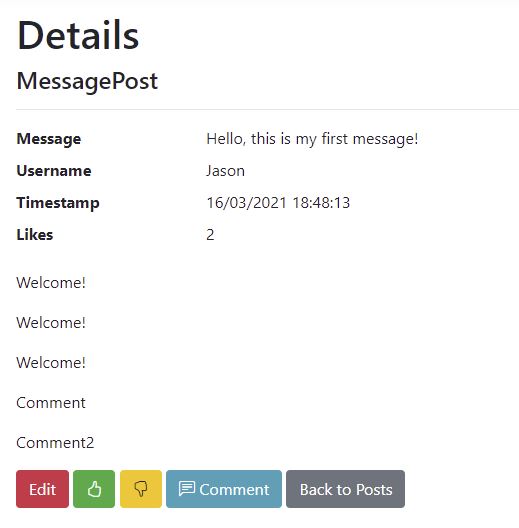 Details
MessagePost
Message Hello, this is my first message!
Username Jason
Timestamp 16/03/2021 18:48:13
Likes 2
Welcome!
Welcome!
Welcome!
Comment
Comment2
Edit Comment Back to Posts